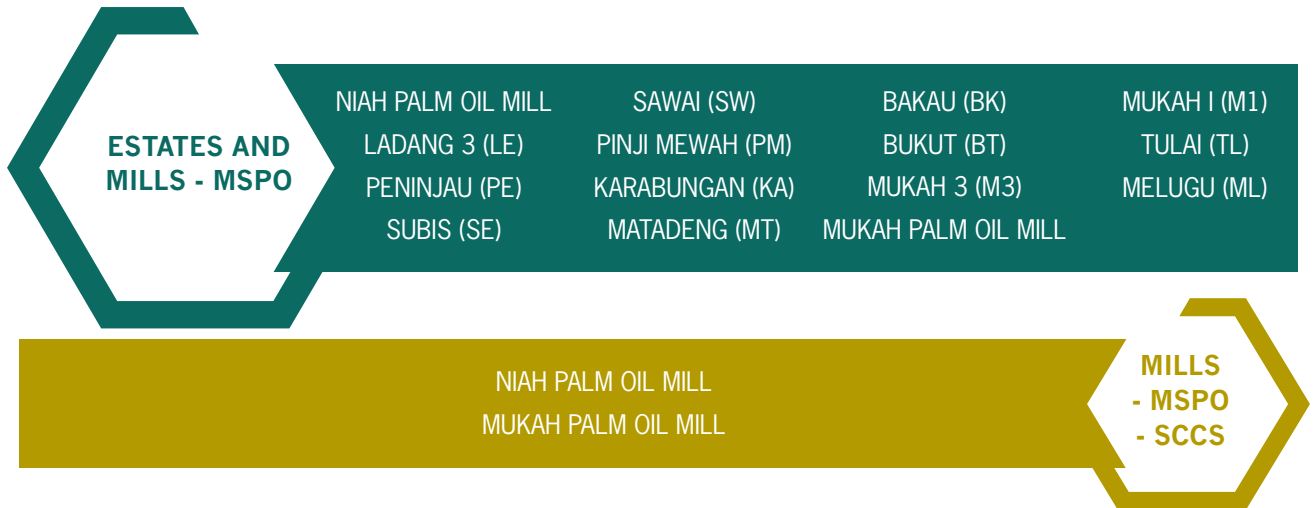 ESTATES AND
MILLS - MSPO
NIAH PALM OIL MILL
LADANG 3 (LE)
PENINJAU (PE)
SUBIS (SE)
SAWAI (SW)
PINJI MEWAH (PM)
KARABUNGAN (KA)
MATADENG (MT)
BAKAU (BK)
BUKUT (BT)
MUKAH 3 (M3)
MUKAH PALM OIL MILL
MUKAH I (M1)
TULAI (TL)
MELUGU (ML)
NIAH PALM OIL MILL
MUKAH PALM OIL MILL
MILLS
- MSPO
- SCCS